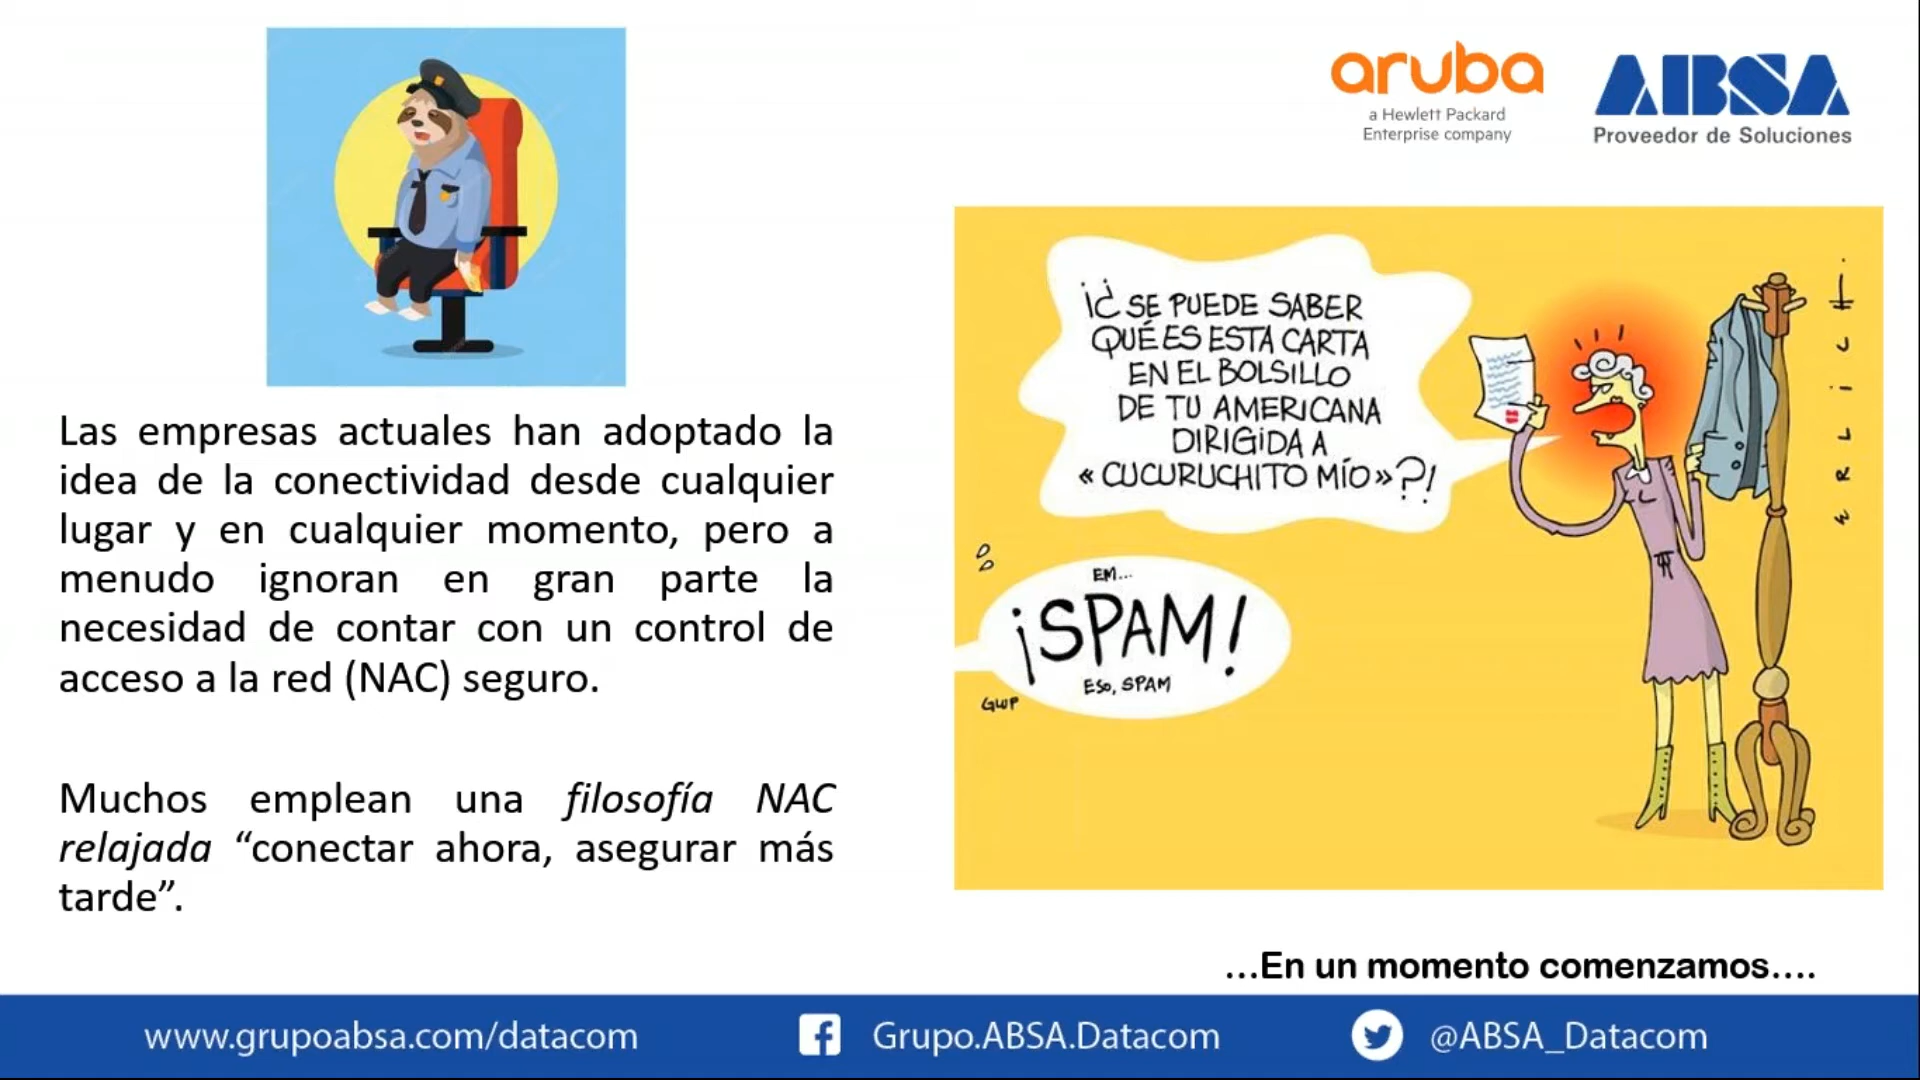 aruba
a Hewlett Packard
Enterprise company
ABSA
Proveedor de Soluciones
Las empresas actuales han adoptado la
idea de la conectividad desde cualquier
lugar y en cualquier momento, pero a
menudo ignoran en gran parte la
necesidad de contar con un control de
acceso a la red (NAC) seguro.
Muchos emplean una filosofía NAC
relajada “conectar ahora, asegurar más
tarde”.
¡¿SE PUEDE SABER
QUÉ ES ESTA CARTA
EN EL BOLSILLO
DE TU AMERICANA
DIRIGIDA A
«CUCURUCHITO MÍO»?!
EM...
¡SPAM!
ESO, SPAM
GWP
ERLICH.
...En un momento comenzamos....
www.grupoabsa.com/datacom
Grupo.ABSA.Datacom
@ABSA_Datacom